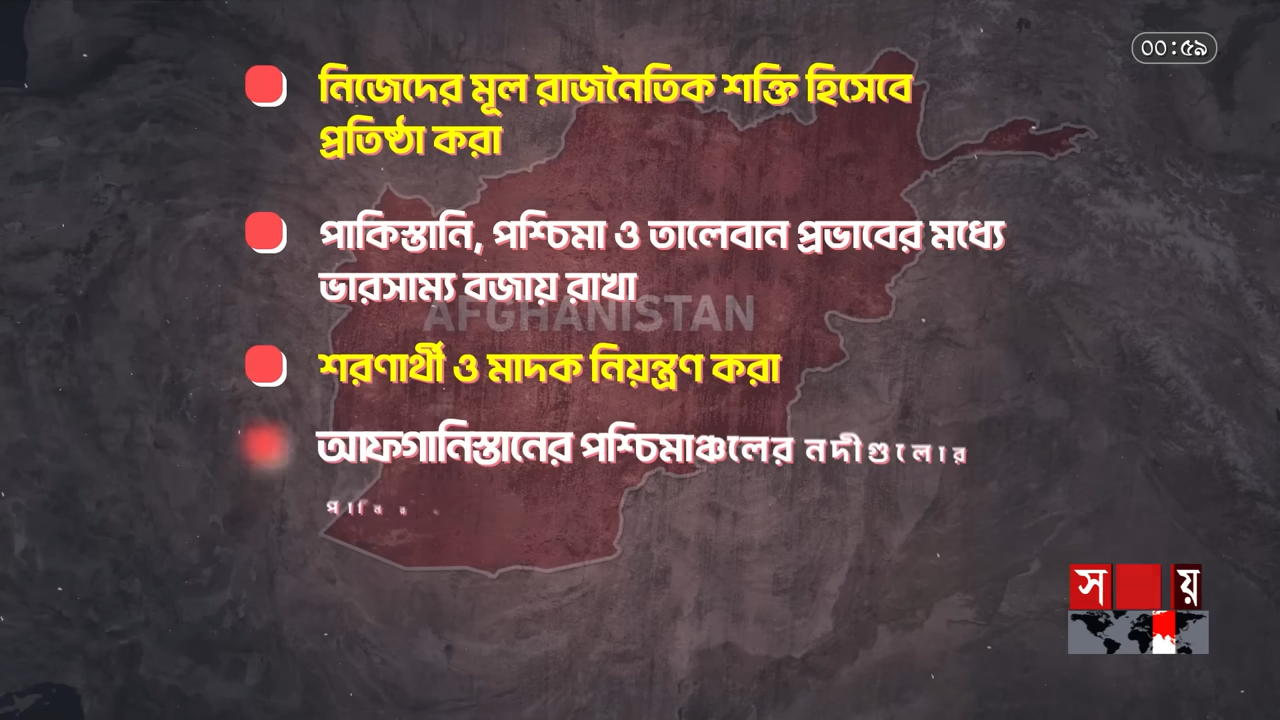 ০০:৫৯
নিজেদের মূল রাজনৈতিক শক্তি হিসেবে
প্রতিষ্ঠা করা
পাকিস্তানি, পশ্চিমা ও তালেবান প্রভাবের মধ্যে
ভারসাম্য বজায় রাখা
AFGHANISTAN
শরণার্থী ও মাদক নিয়ন্ত্রণ করা
আফগানিস্তানের পশ্চিমাঞ্চলের নদীগুলোর
স য়